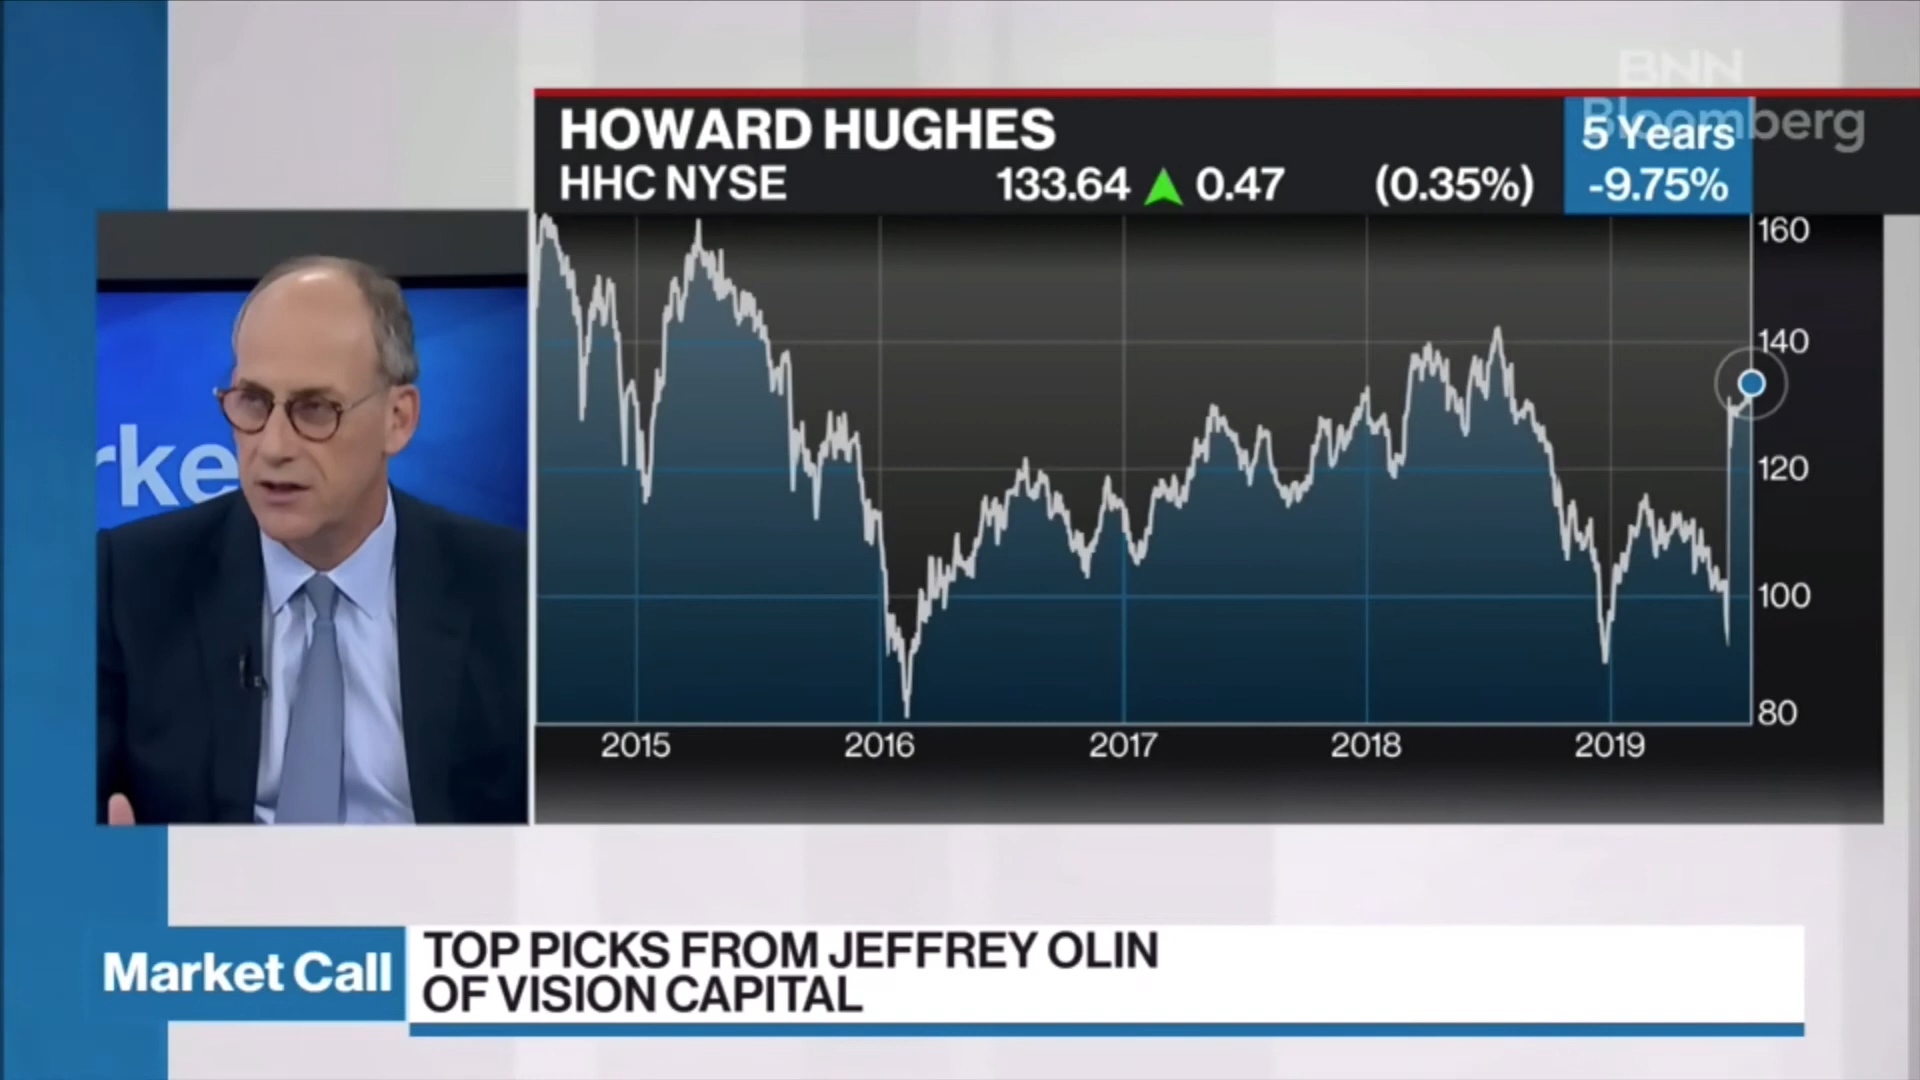 BNN
Bloomberg
HOWARD HUGHES
HHC NYSE 133.64 0.47 (0.35%)
5 Years
-9.75%
160
140
120
100
80
2015 2016 2017 2018 2019
rke
Market Call
TOP PICKS FROM JEFFREY OLIN
OF VISION CAPITAL